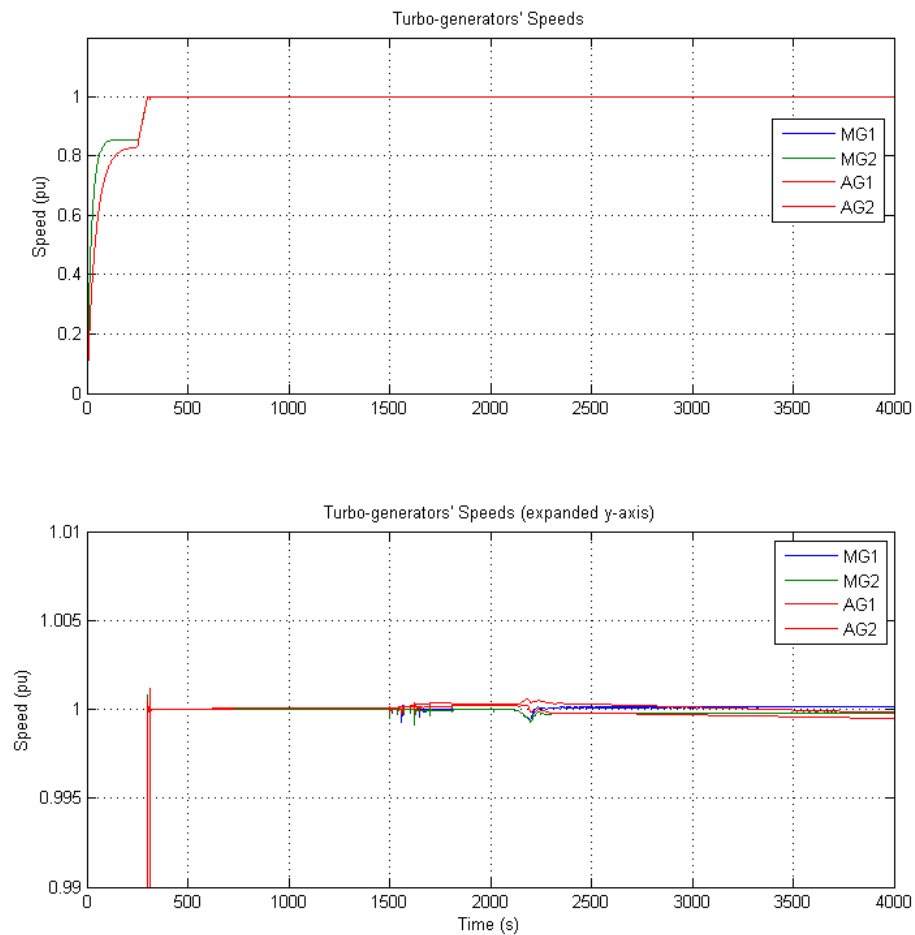 Turbo-generators' Speeds
Speed (pu)
1
0.8
0.6
0.4
0.2
0
0 500 1000 1500 2000 2500 3000 3500 4000
MG1
MG2
AG1
AG2
Turbo-generators' Speeds (expanded y-axis)
Speed (pu)
1.01
1.005
1
0.995
0.99
0 500 1000 1500 2000 2500 3000 3500 4000
Time (s)
MG1
MG2
AG1
AG2